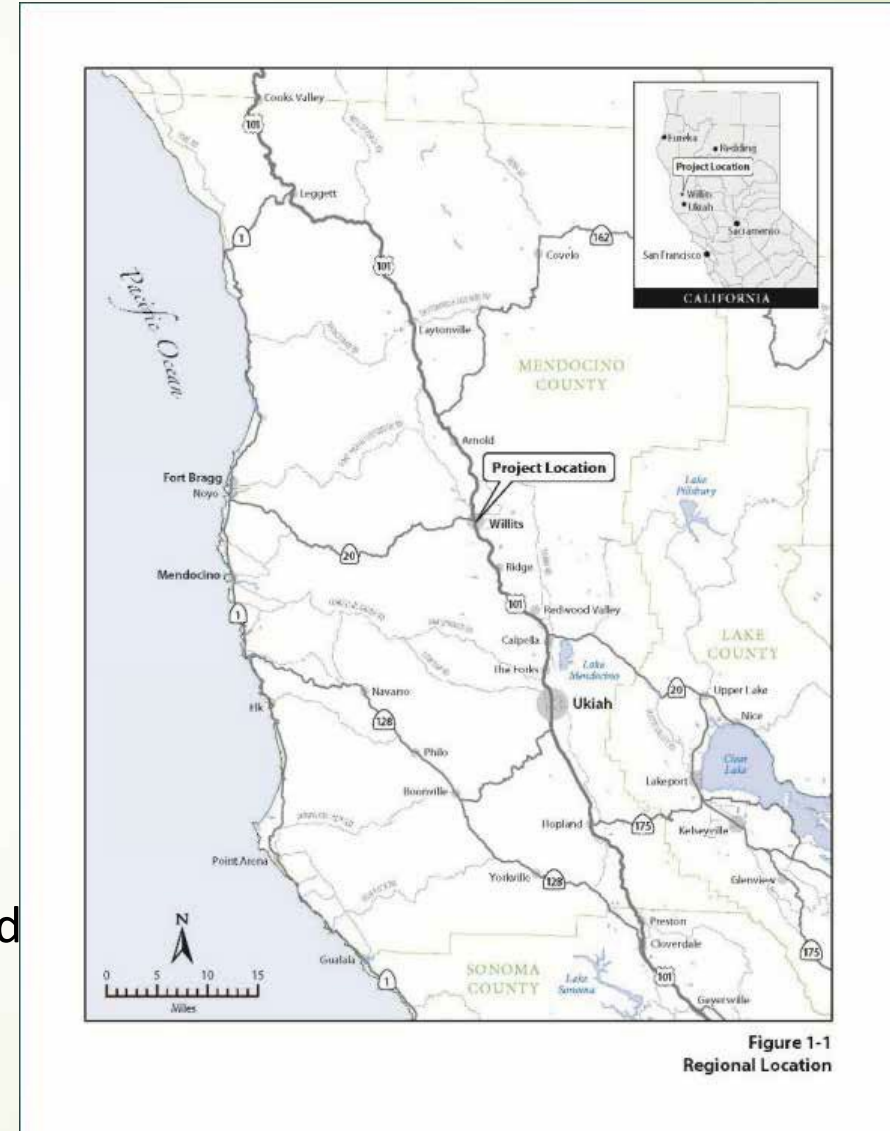 Cooks Valley
101
Leggett
1
101
162
Covelo
Laytonville
Pacific Ocean
MENDOCINO
COUNTY
Arnold
Project Location
Fort Bragg
Noyo
Willits
Lake
Pillsbury
20
Ridge
Mendocino
101
Redwood Valley
1
Calpella
LAKE
COUNTY
The Forks
Lake
Mendocino
20
Upper Lake
Navarro
Ukiah
Nice
Elk
128
Philo
Clear
Lake
Boonville
Lakeport
Hopland
175
Kelseyville
Point Arena
Yorkville
128
Glenview
d
N
Preston
Cloverdale
175
Gualala
1
SONOMA
COUNTY
Lake
Sonoma
101
Geyserville
0 5 10 15
Miles
Eureka
Redding
Project Location
Willits
Ukiah
Sacramento
San Francisco
CALIFORNIA
Figure 1-1
Regional Location